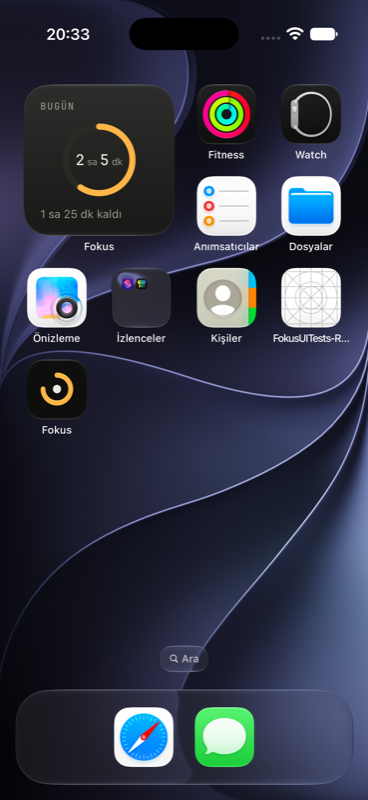 20:33
BUGÜN
2 sa 5 dk
1 sa 25 dk kaldı
Fokus
Fitness
Watch
Anımsatıcılar
Dosyalar
Önizleme
İzlenceler
Kişiler
FokusUITests-R...
Fokus
Ara